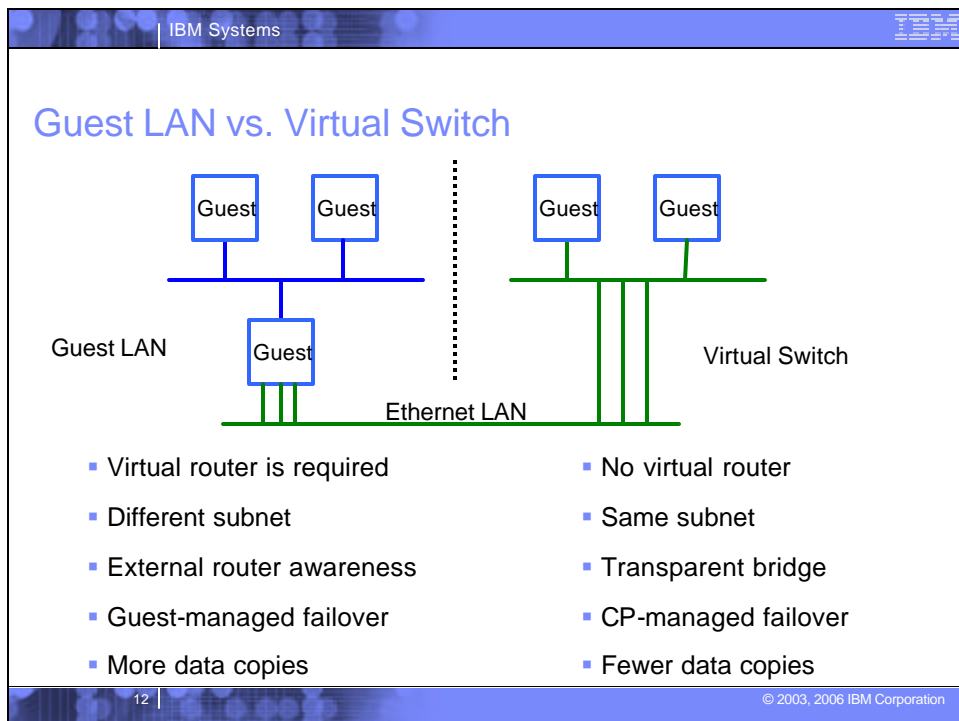 IBM Systems
IBM
Guest LAN vs. Virtual Switch
Guest
Guest
Guest
Guest
Guest LAN
Guest
Virtual Switch
Ethernet LAN
Virtual router is required
Different subnet
External router awareness
Guest-managed failover
More data copies
No virtual router
Same subnet
Transparent bridge
CP-managed failover
Fewer data copies
12
© 2003, 2006 IBM Corporation